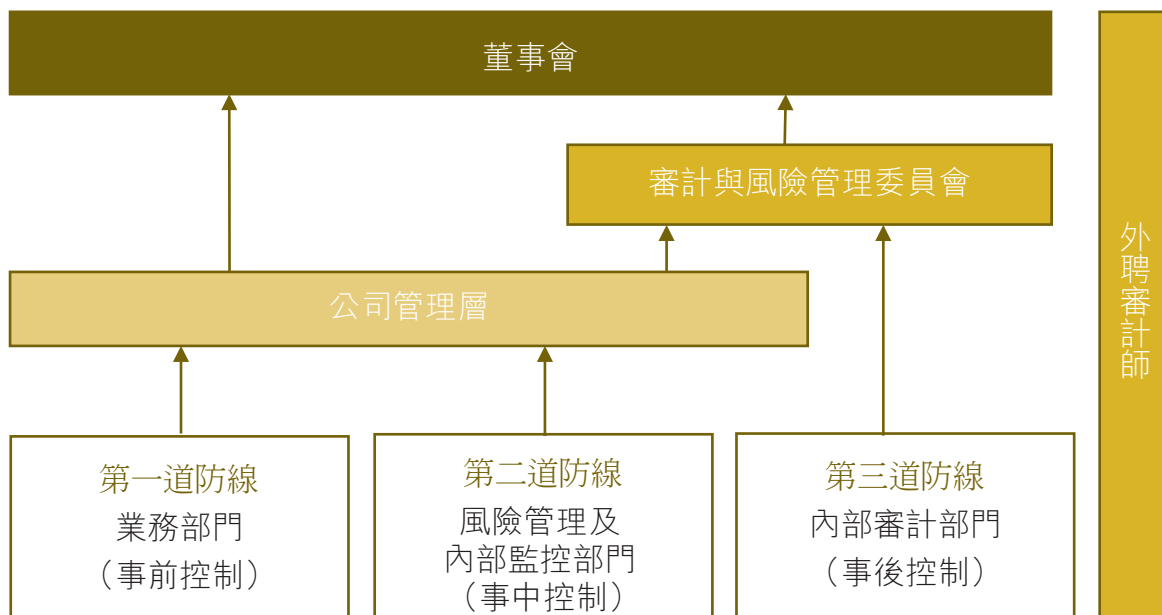 董事會
審計與風險管理委員會
公司管理層
第一道防線
業務部門
（事前控制）
第二道防線
風險管理及
內部監控部門
（事中控制）
第三道防線
內部審計部門
（事後控制）
外聘審計師